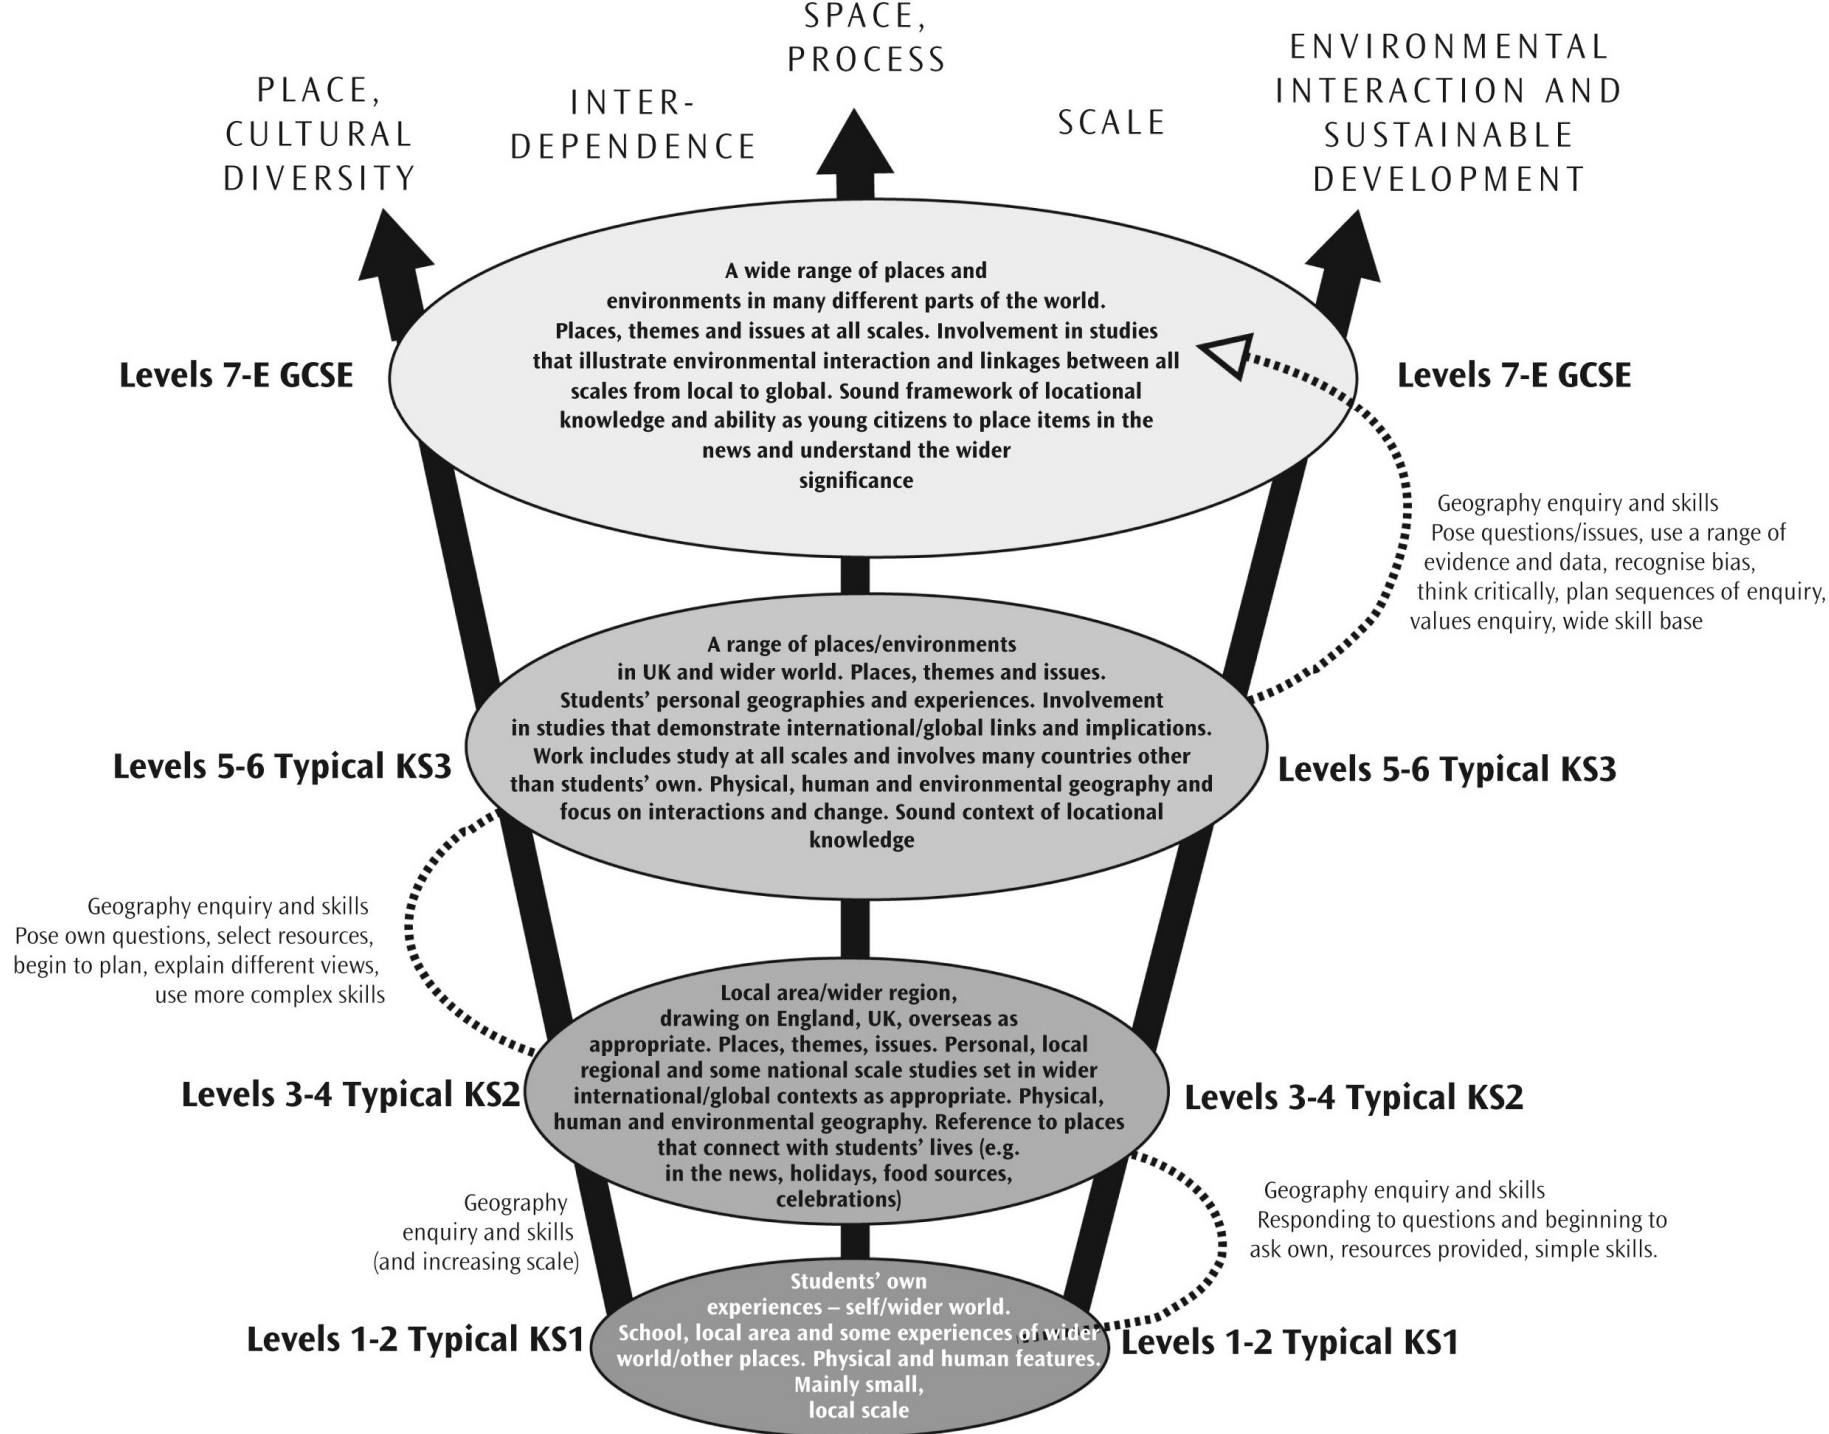 SPACE,
PROCESS
ENVIRONMENTAL
INTERACTION AND
SUSTAINABLE
DEVELOPMENT
PLACE,
CULTURAL
DIVERSITY
INTER-
DEPENDENCE
SCALE
A wide range of places and
environments in many different parts of the world.
Places, themes and issues at all scales. Involvement in studies
that illustrate environmental interaction and linkages between all
scales from local to global. Sound framework of locational
knowledge and ability as young citizens to place items in the
news and understand the wider
significance
Levels 7-E GCSE
Levels 7-E GCSE
Geography enquiry and skills
Pose questions/issues, use a range of
evidence and data, recognise bias,
think critically, plan sequences of enquiry,
values enquiry, wide skill base
A range of places/environments
in UK and wider world. Places, themes and issues.
Students' personal geographies and experiences. Involvement
in studies that demonstrate international/global links and implications.
Work includes study at all scales and involves many countries other
than students' own. Physical, human and environmental geography and
focus on interactions and change. Sound context of locational
knowledge
Levels 5-6 Typical KS3
Levels 5-6 Typical KS3
Geography enquiry and skills
Pose own questions, select resources,
begin to plan, explain different views,
use more complex skills
Local area/wider region,
drawing on England, UK, overseas as
appropriate. Places, themes, issues. Personal, local
regional and some national scale studies set in wider
international/global contexts as appropriate. Physical,
human and environmental geography. Reference to places
that connect with students' lives (e.g.
in the news, holidays, food sources,
celebrations)
Levels 3-4 Typical KS2
Levels 3-4 Typical KS2
Geography
enquiry and skills
(and increasing scale)
Geography enquiry and skills
Responding to questions and beginning to
ask own, resources provided, simple skills.
Students' own
experiences – self/wider world.
School, local area and some experiences of wider
world/other places. Physical and human features.
Mainly small,
local scale
Levels 1-2 Typical KS1
Levels 1-2 Typical KS1